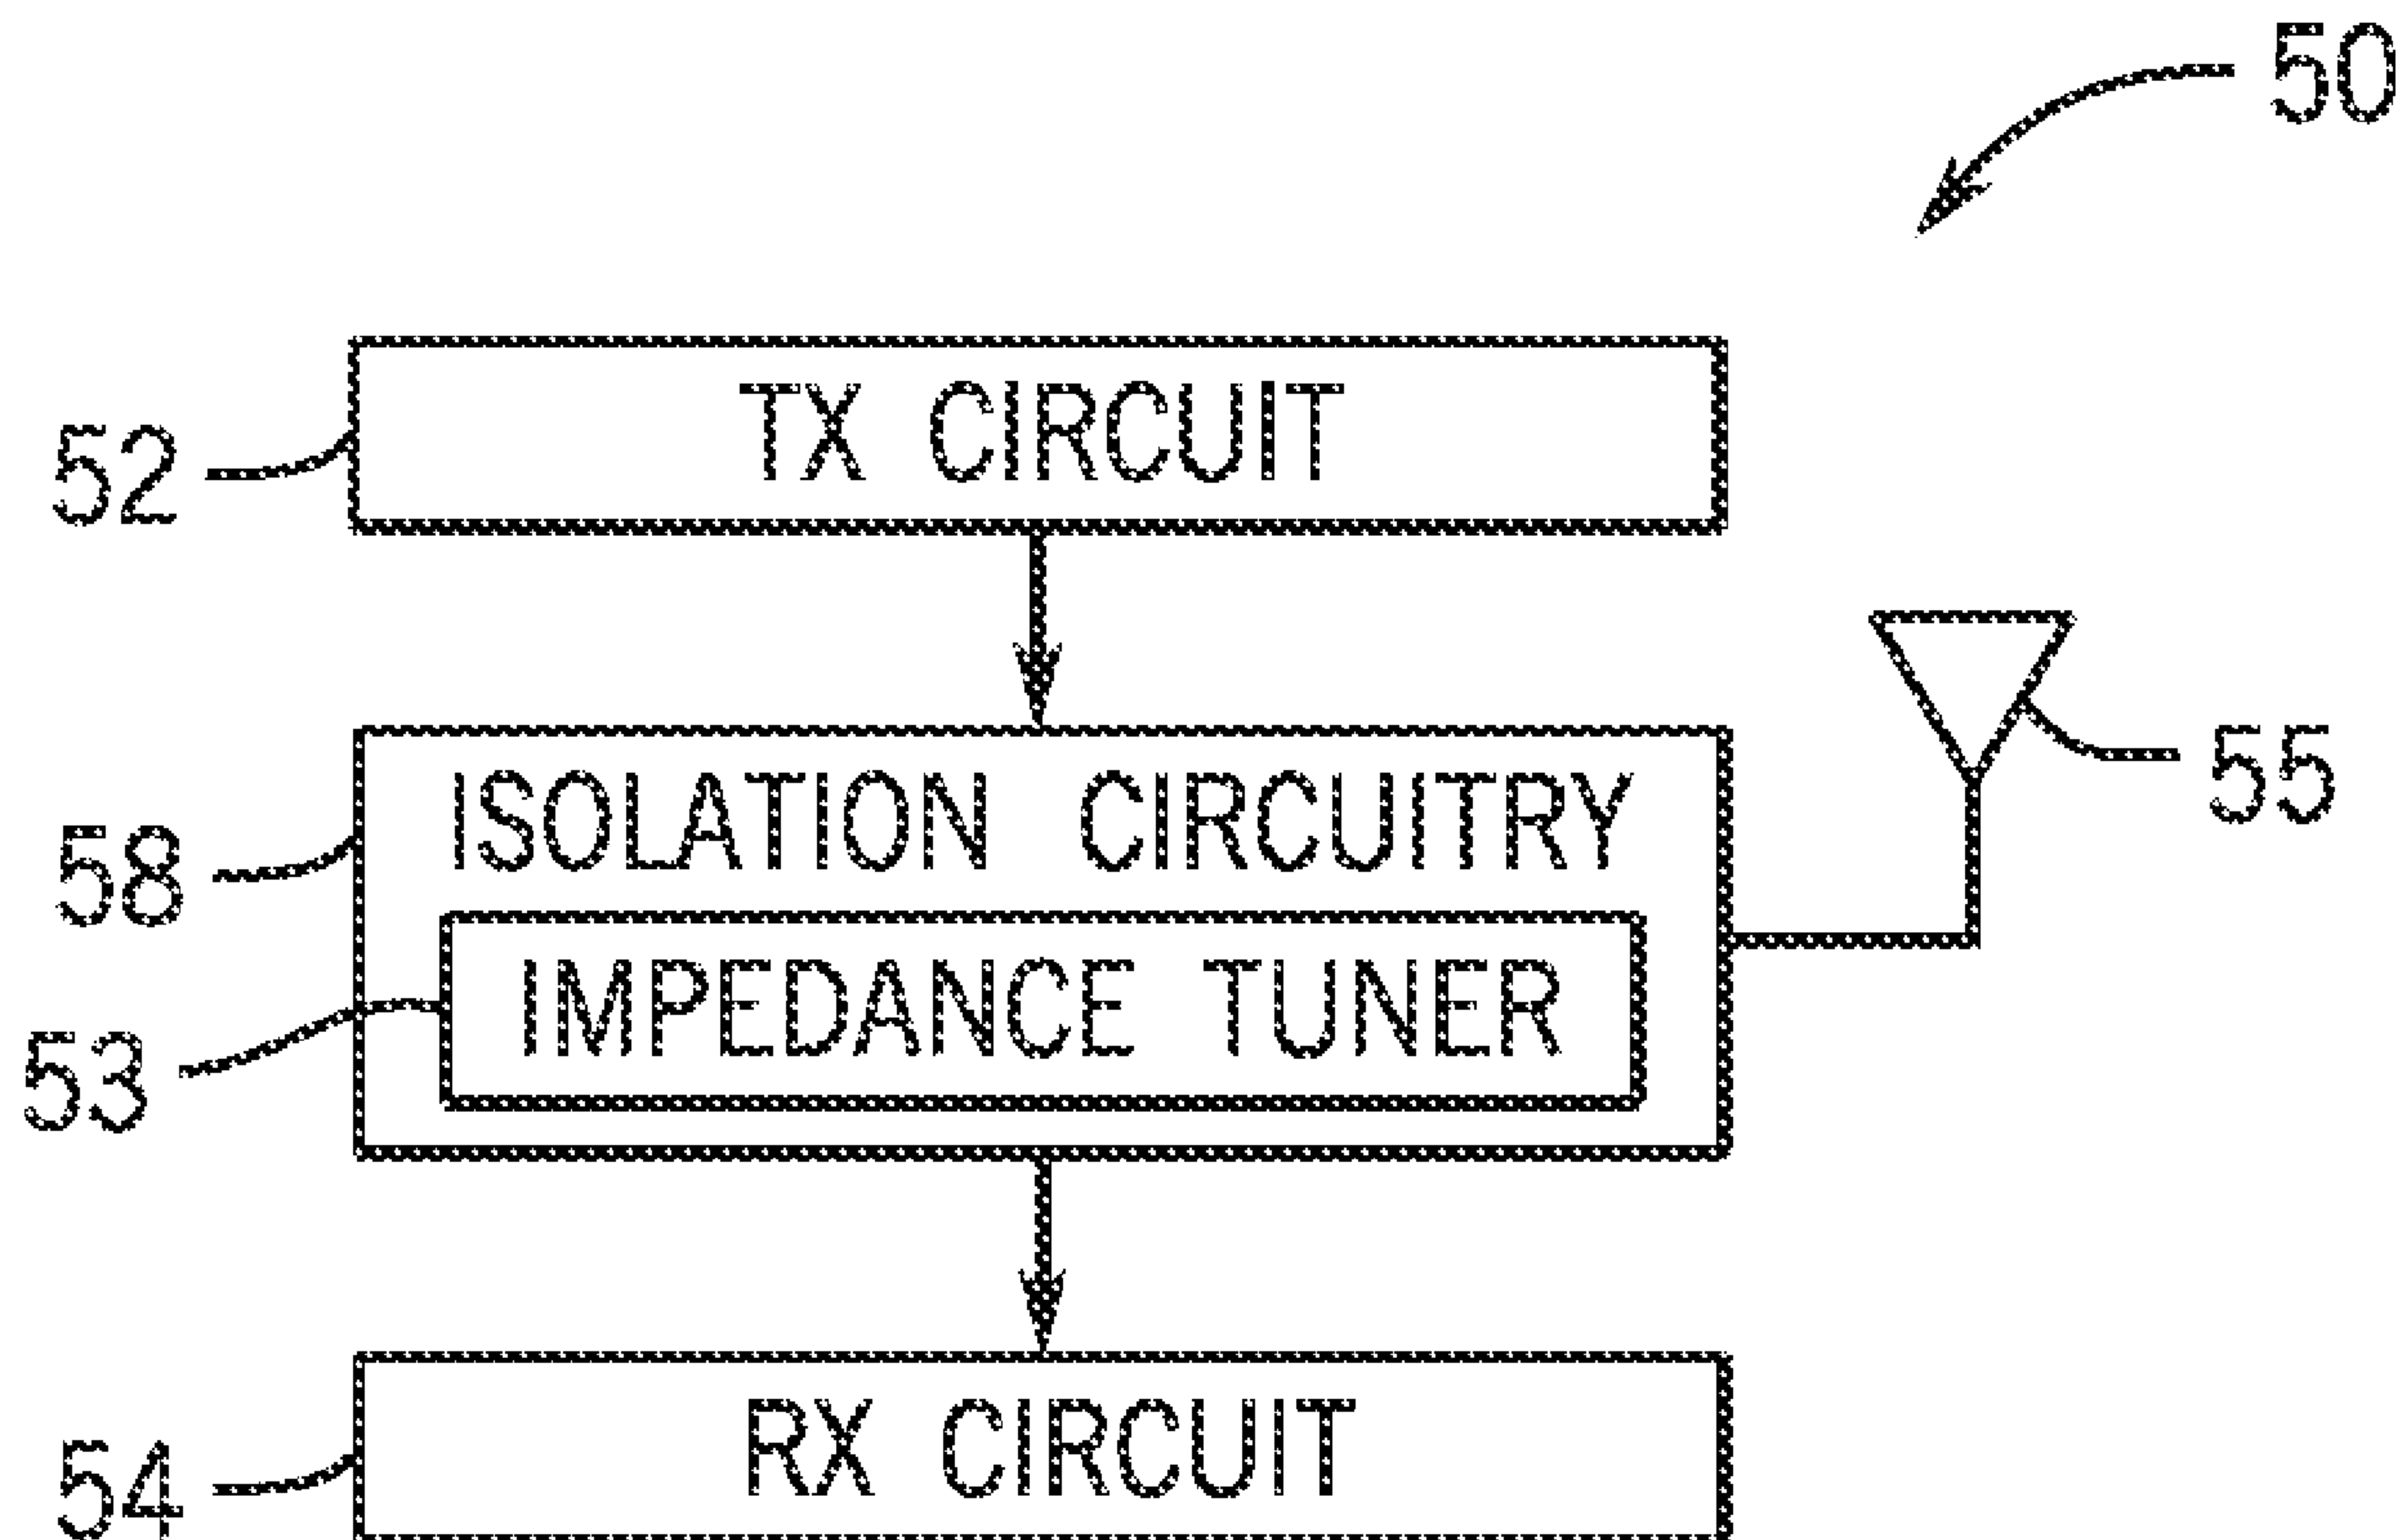 50
TX CIRCUIT
52
ISOLATION CIRCUITRY
55
58
IMPEDANCE TUNER
53
RX CIRCUIT
54